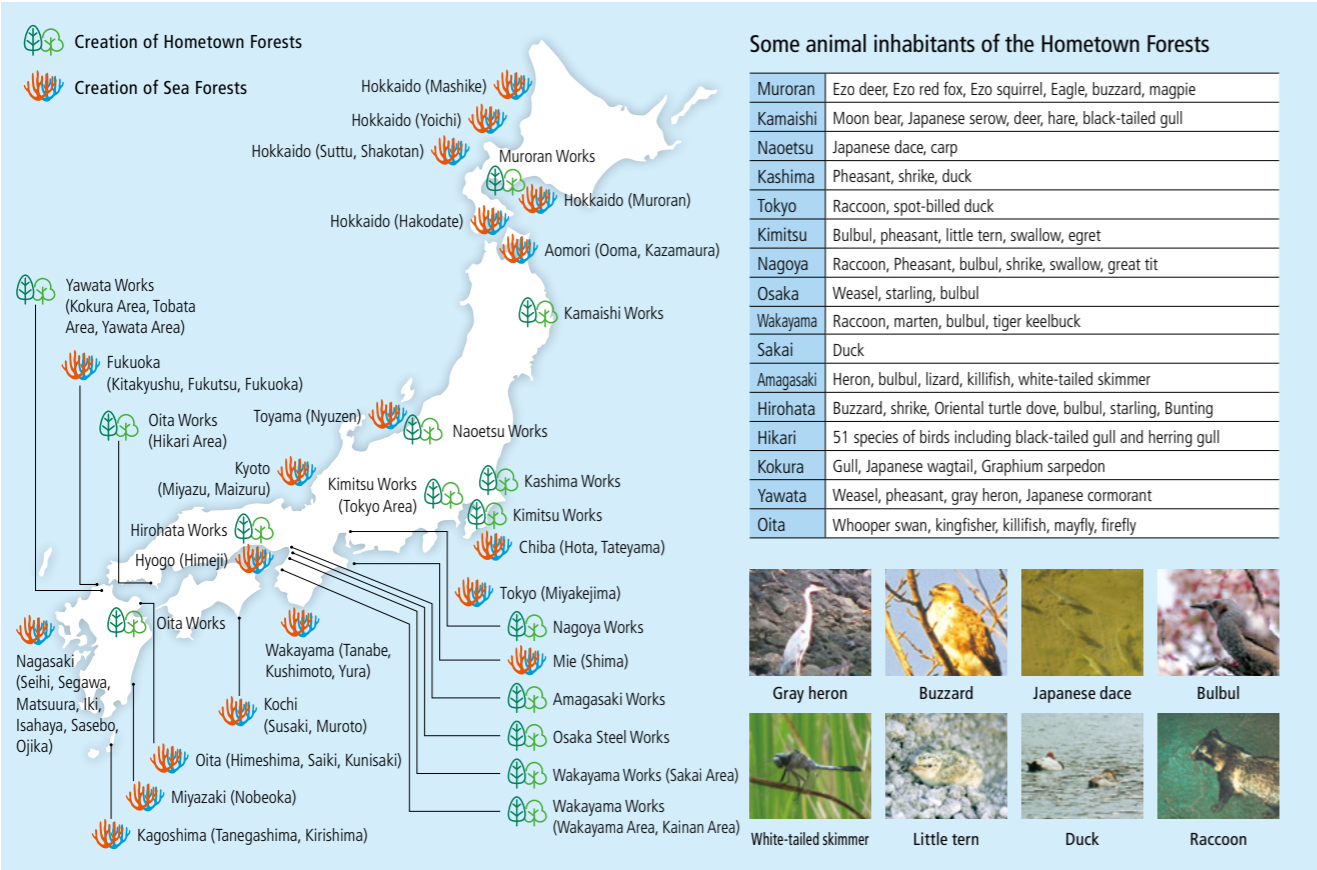 Creation of Hometown Forests
Creation of Sea Forests
Hokkaido (Mashike)
Hokkaido (Yoichi)
Hokkaido (Suttu, Shakotan)
Muroran Works
Hokkaido (Muroran)
Hokkaido (Hakodate)
Aomori (Ooma, Kazamaura)
Yawata Works
(Kokura Area, Tobata
Area, Yawata Area)
Kamaishi Works
Fukuoka
(Kitakyushu, Fukutsu, Fukuoka)
Oita Works
(Hikari Area)
Toyama (Nyuzen)
Naoetsu Works
Kyoto
(Miyazu, Maizuru)
Kimitsu Works
(Tokyo Area)
Kashima Works
Kimitsu Works
Hirohata Works
Chiba (Hota, Tateyama)
Hyogo (Himeji)
Tokyo (Miyakejima)
Oita Works
Nagoya Works
Wakayama (Tanabe,
Kushimoto, Yura)
Mie (Shima)
Nagasaki
(Seihi, Segawa,
Matsuura, Iki,
Isahaya, Sasebo,
Ojika)
Kochi
(Susaki, Muroto)
Amagasaki Works
Osaka Steel Works
Oita (Himeshima, Saiki, Kunisaki)
Wakayama Works (Sakai Area)
Miyazaki (Nobeoka)
Wakayama Works
(Wakayama Area, Kainan Area)
Kagoshima (Tanegashima, Kirishima)
Some animal inhabitants of the Hometown Forests
Muroran Ezo deer, Ezo red fox, Ezo squirrel, Eagle, buzzard, magpie
Kamaishi Moon bear, Japanese serow, deer, hare, black-tailed gull
Naoetsu Japanese dace, carp
Kashima Pheasant, shrike, duck
Tokyo Raccoon, spot-billed duck
Kimitsu Bulbul, pheasant, little tern, swallow, egret
Nagoya Raccoon, Pheasant, bulbul, shrike, swallow, great tit
Osaka Weasel, starling, bulbul
Wakayama Raccoon, marten, bulbul, tiger keelbuck
Sakai Duck
Amagasaki Heron, bulbul, lizard, killifish, white-tailed skimmer
Hirohata Buzzard, shrike, Oriental turtle dove, bulbul, starling, Bunting
Hikari 51 species of birds including black-tailed gull and herring gull
Kokura Gull, Japanese wagtail, Graphium sarpedon
Yawata Weasel, pheasant, gray heron, Japanese cormorant
Oita Whooper swan, kingfisher, killifish, mayfly, firefly
Gray heron
Buzzard
Japanese dace
Bulbul
White-tailed skimmer
Little tern
Duck
Raccoon